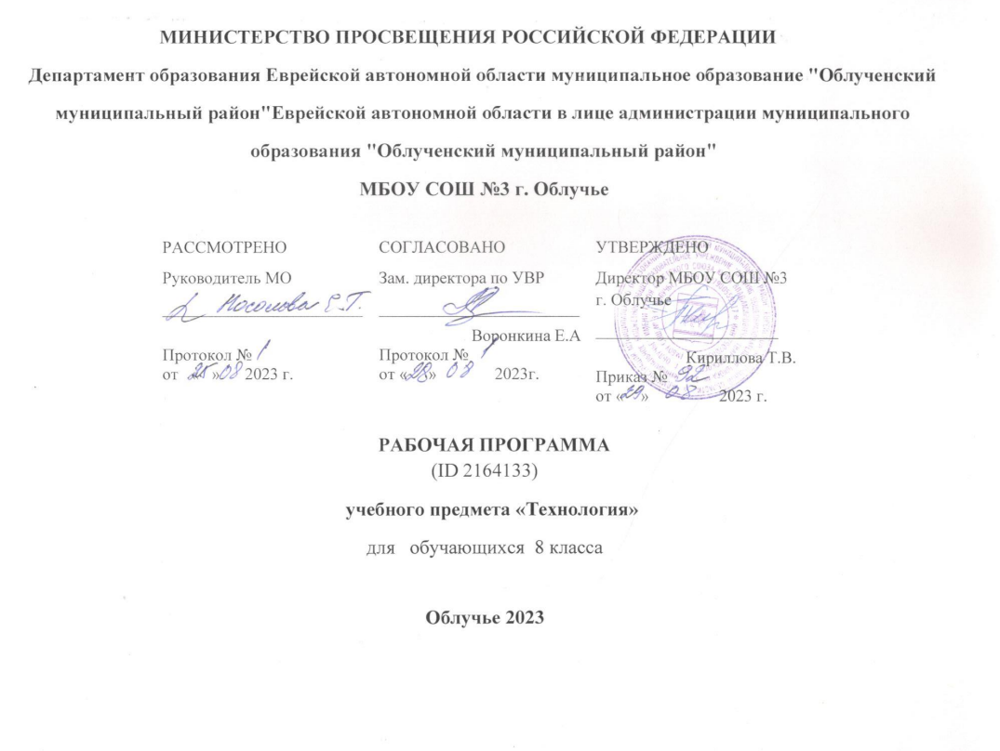 МИНИСТЕРСТВО ПРОСВЕЩЕНИЯ РОССИЙСКОЙ ФЕДЕРАЦИИ
Департамент образования Еврейской автономной области муниципальное образование "Облученский
муниципальный район"Еврейской автономной области в лице администрации муниципального
образования "Облученский муниципальный район"
МБОУ СОШ №3 г. Облучье
РАССМОТРЕНО
Руководитель МО
Носолова Е.Г.
Протокол № 1
от 25 » 08 2023 г.
СОГЛАСОВАНО
Зам. директора по УВР
Воронкина Е.А
Протокол № 1
от «28» 08 2023г.
УТВЕРЖДЕНО
Директор МБОУ СОШ №3
г. Облучье
Кириллова Т.В.
Приказ № 92
от «29» 08 2023 г.
РАБОЧАЯ ПРОГРАММА
(ID 2164133)
учебного предмета «Технология»
для обучающихся 8 класса
Облучье 2023